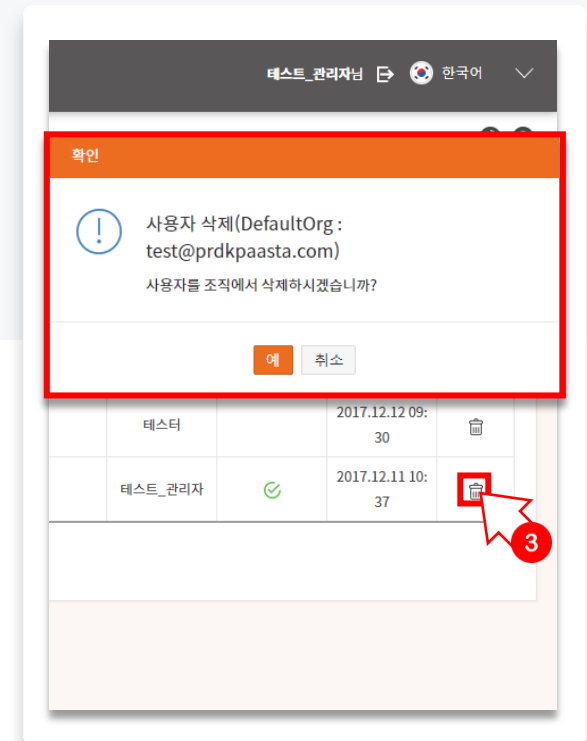 테스트_관리자님 한국어
확인
사용자 삭제(DefaultOrg :
test@prdkpaasta.com)
사용자를 조직에서 삭제하시겠습니까?
예 취소
테스터 2017.12.12 09:
30
테스트_관리자 2017.12.11 10:
37
3